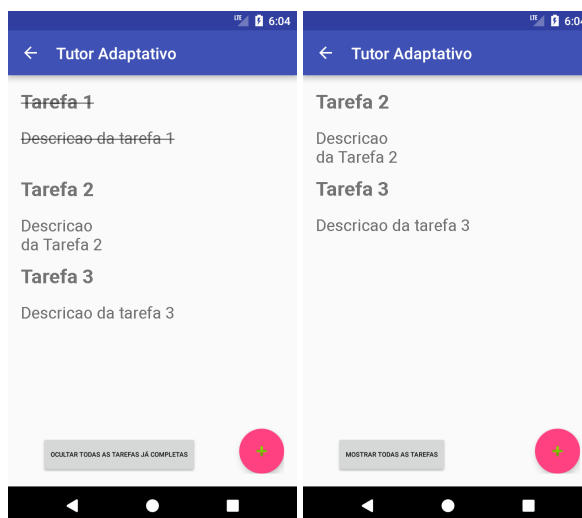 LTE 6:04
Tutor Adaptativo
Tarefa 1
Descricao da tarefa 1
Tarefa 2
Descricao
da Tarefa 2
Tarefa 3
Descricao da tarefa 3
OCULTAR TODAS AS TAREFAS JÁ COMPLETAS
LTE 6:04
Tutor Adaptativo
Tarefa 2
Descricao
da Tarefa 2
Tarefa 3
Descricao da tarefa 3
MOSTRAR TODAS AS TAREFAS